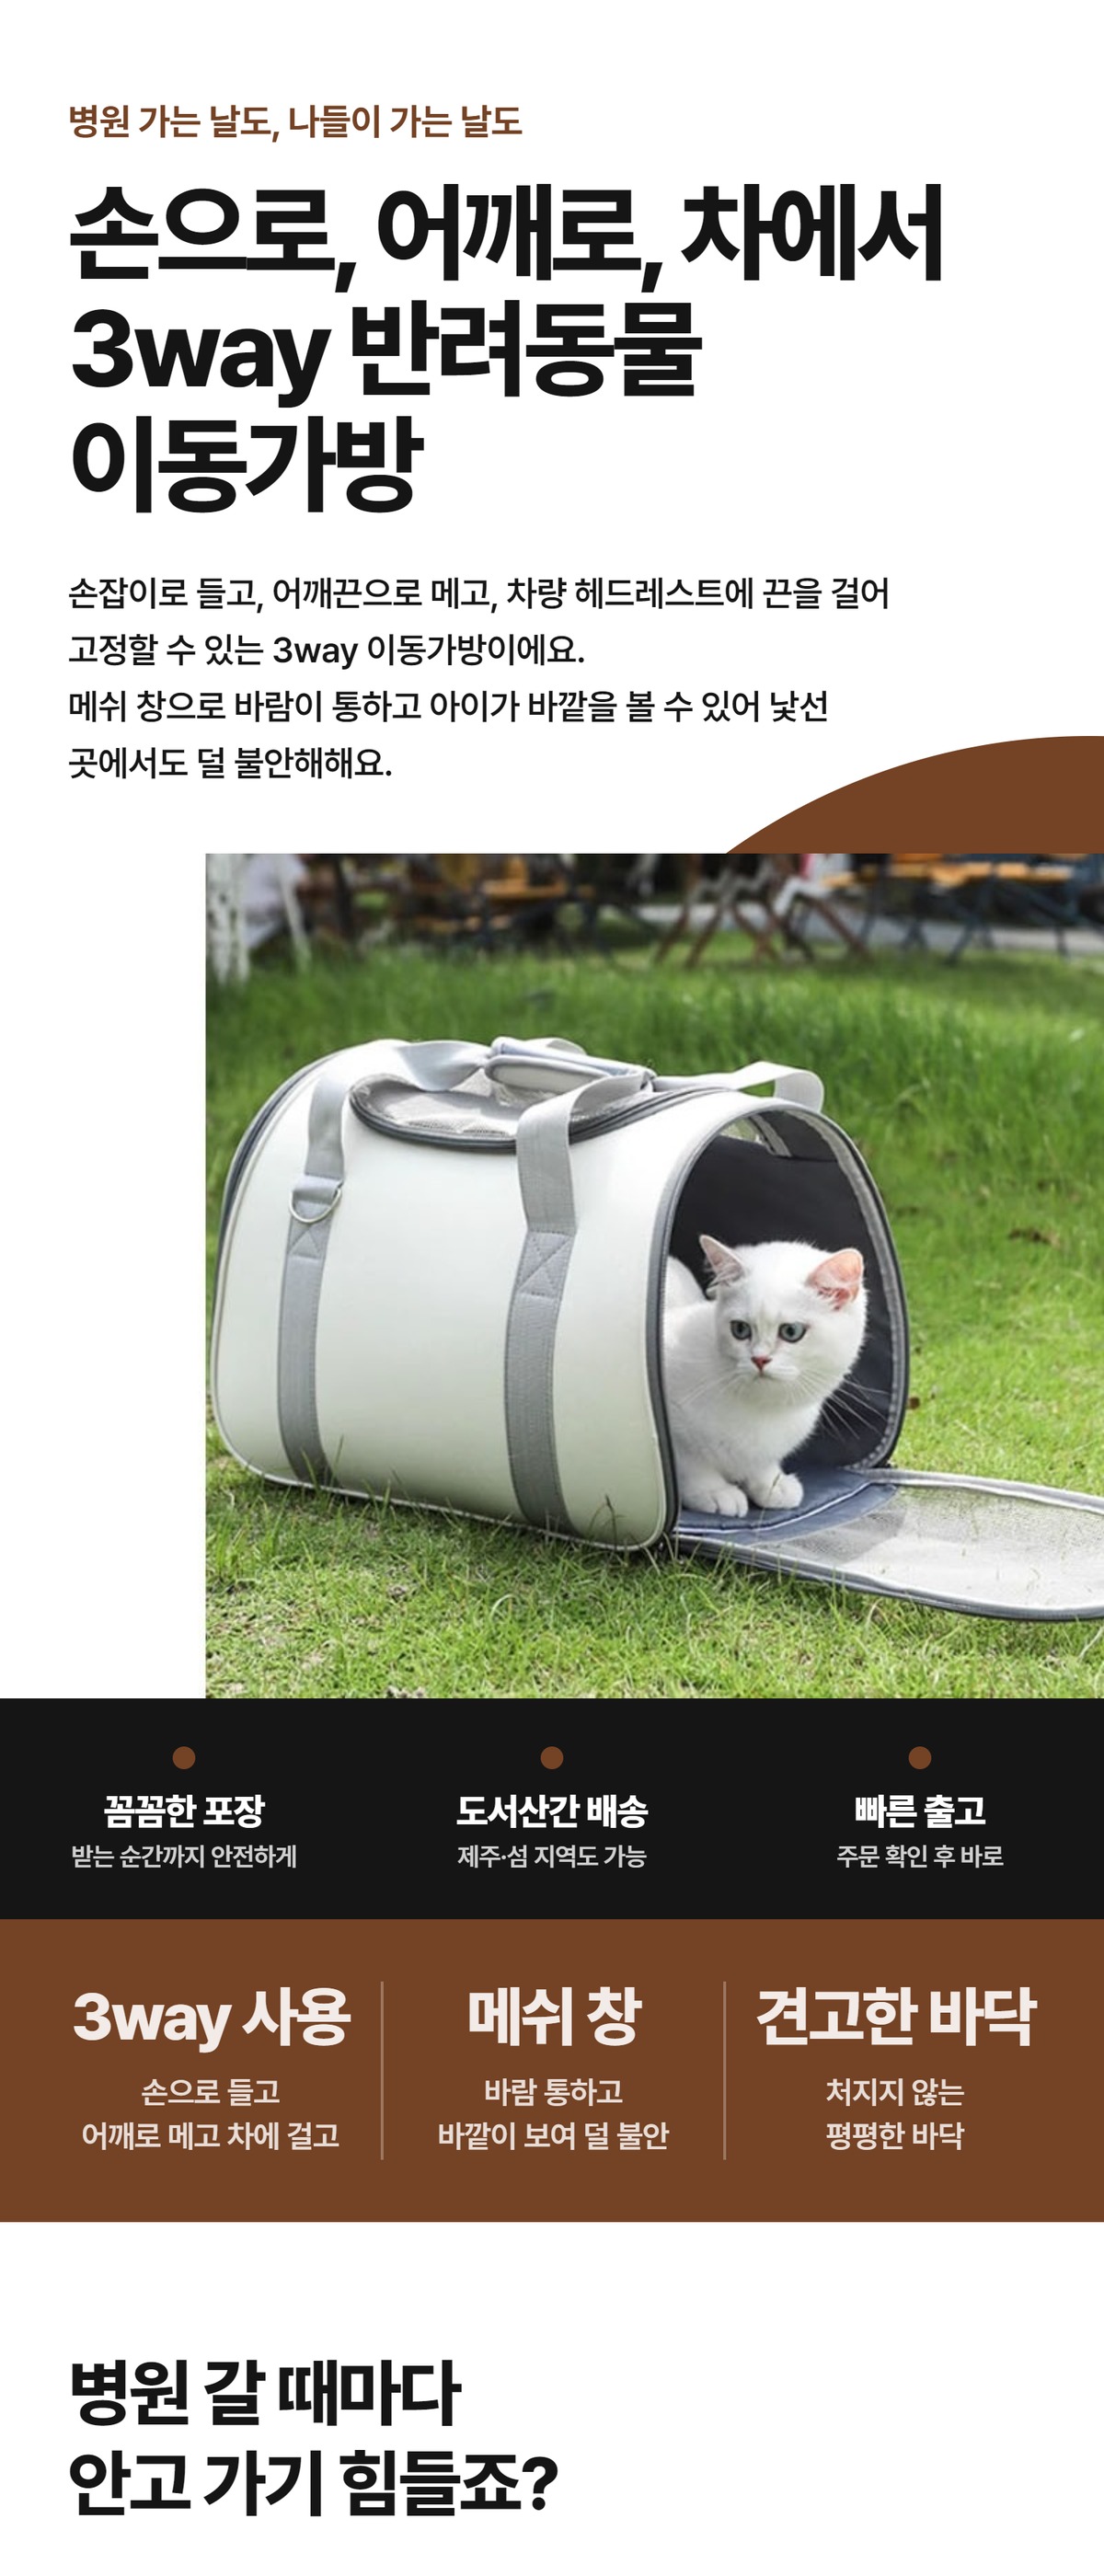 병원 가는 날도, 나들이 가는 날도
손으로, 어깨로, 차에서
3way 반려동물
이동가방
손잡이로 들고, 어깨끈으로 메고, 차량 헤드레스트에 끈을 걸어
고정할 수 있는 3way 이동가방이에요.
메쉬 창으로 바람이 통하고 아이가 바깥을 볼 수 있어 낯선
곳에서도 덜 불안해해요.
꼼꼼한 포장
받는 순간까지 안전하게
도서산간 배송
제주·섬 지역도 가능
빠른 출고
주문 확인 후 바로
3way 사용
손으로 들고
어깨로 메고 차에 걸고
메쉬 창
바람 통하고
바깥이 보여 덜 불안
견고한 바닥
처지지 않는
평평한 바닥
병원 갈 때마다
안고 가기 힘들죠?